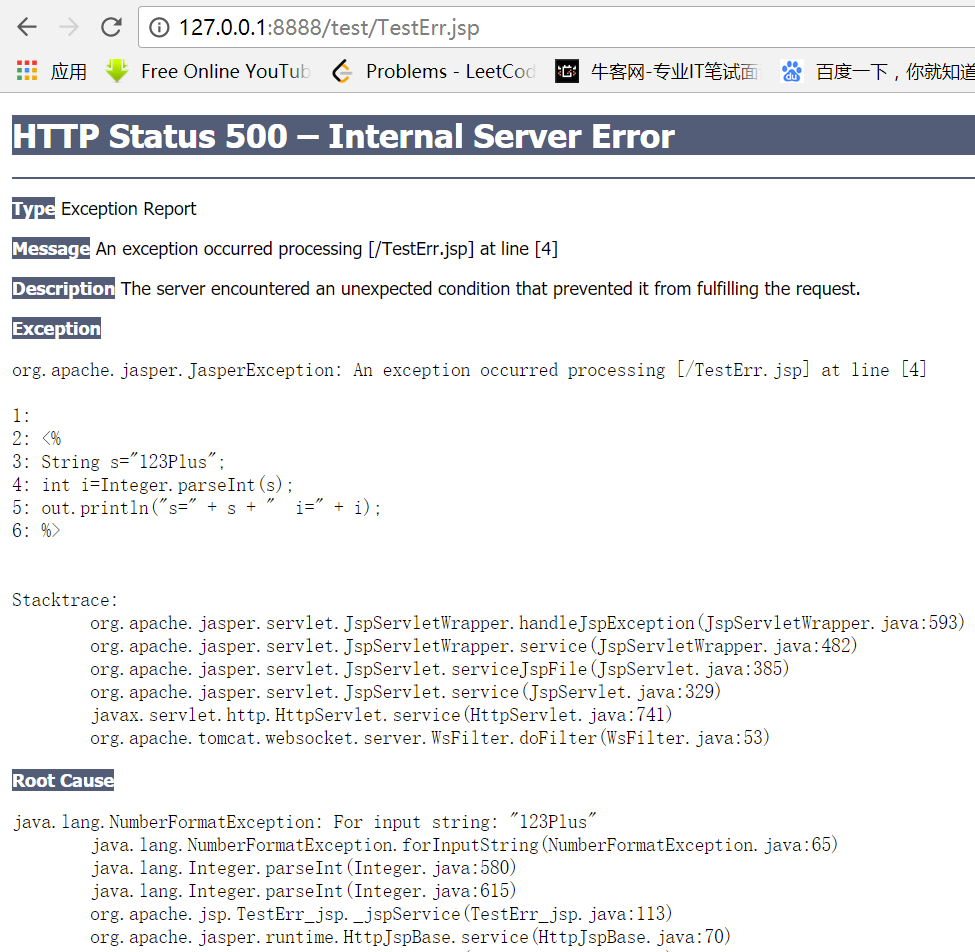 127.0.0.1:8888/test/TestErr.jsp
应用 Free Online YouTub Problems - LeetCod 牛客网-专业IT笔试面 百度一下，你就知道
HTTP Status 500 – Internal Server Error
Type Exception Report
Message An exception occurred processing [/TestErr.jsp] at line [4]
Description The server encountered an unexpected condition that prevented it from fulfilling the request.
Exception
org.apache.jasper.JasperException: An exception occurred processing [/TestErr.jsp] at line [4]
1:
2: <%
3: String s="123Plus";
4: int i=Integer.parseInt(s);
5: out.println("s=" + s + "  i=" + i);
6: %>
Stacktrace:
org.apache.jasper.servlet.JspServletWrapper.handleJspException(JspServletWrapper.java:593)
org.apache.jasper.servlet.JspServletWrapper.service(JspServletWrapper.java:482)
org.apache.jasper.servlet.JspServlet.serviceJspFile(JspServlet.java:385)
org.apache.jasper.servlet.JspServlet.service(JspServlet.java:329)
javax.servlet.http.HttpServlet.service(HttpServlet.java:741)
org.apache.tomcat.websocket.server.WsFilter.doFilter(WsFilter.java:53)
Root Cause
java.lang.NumberFormatException: For input string: "123Plus"
java.lang.NumberFormatException.forInputString(NumberFormatException.java:65)
java.lang.Integer.parseInt(Integer.java:580)
java.lang.Integer.parseInt(Integer.java:615)
org.apache.jsp.TestErr_jsp._jspService(TestErr_jsp.java:113)
org.apache.jasper.runtime.HttpJspBase.service(HttpJspBase.java:70)